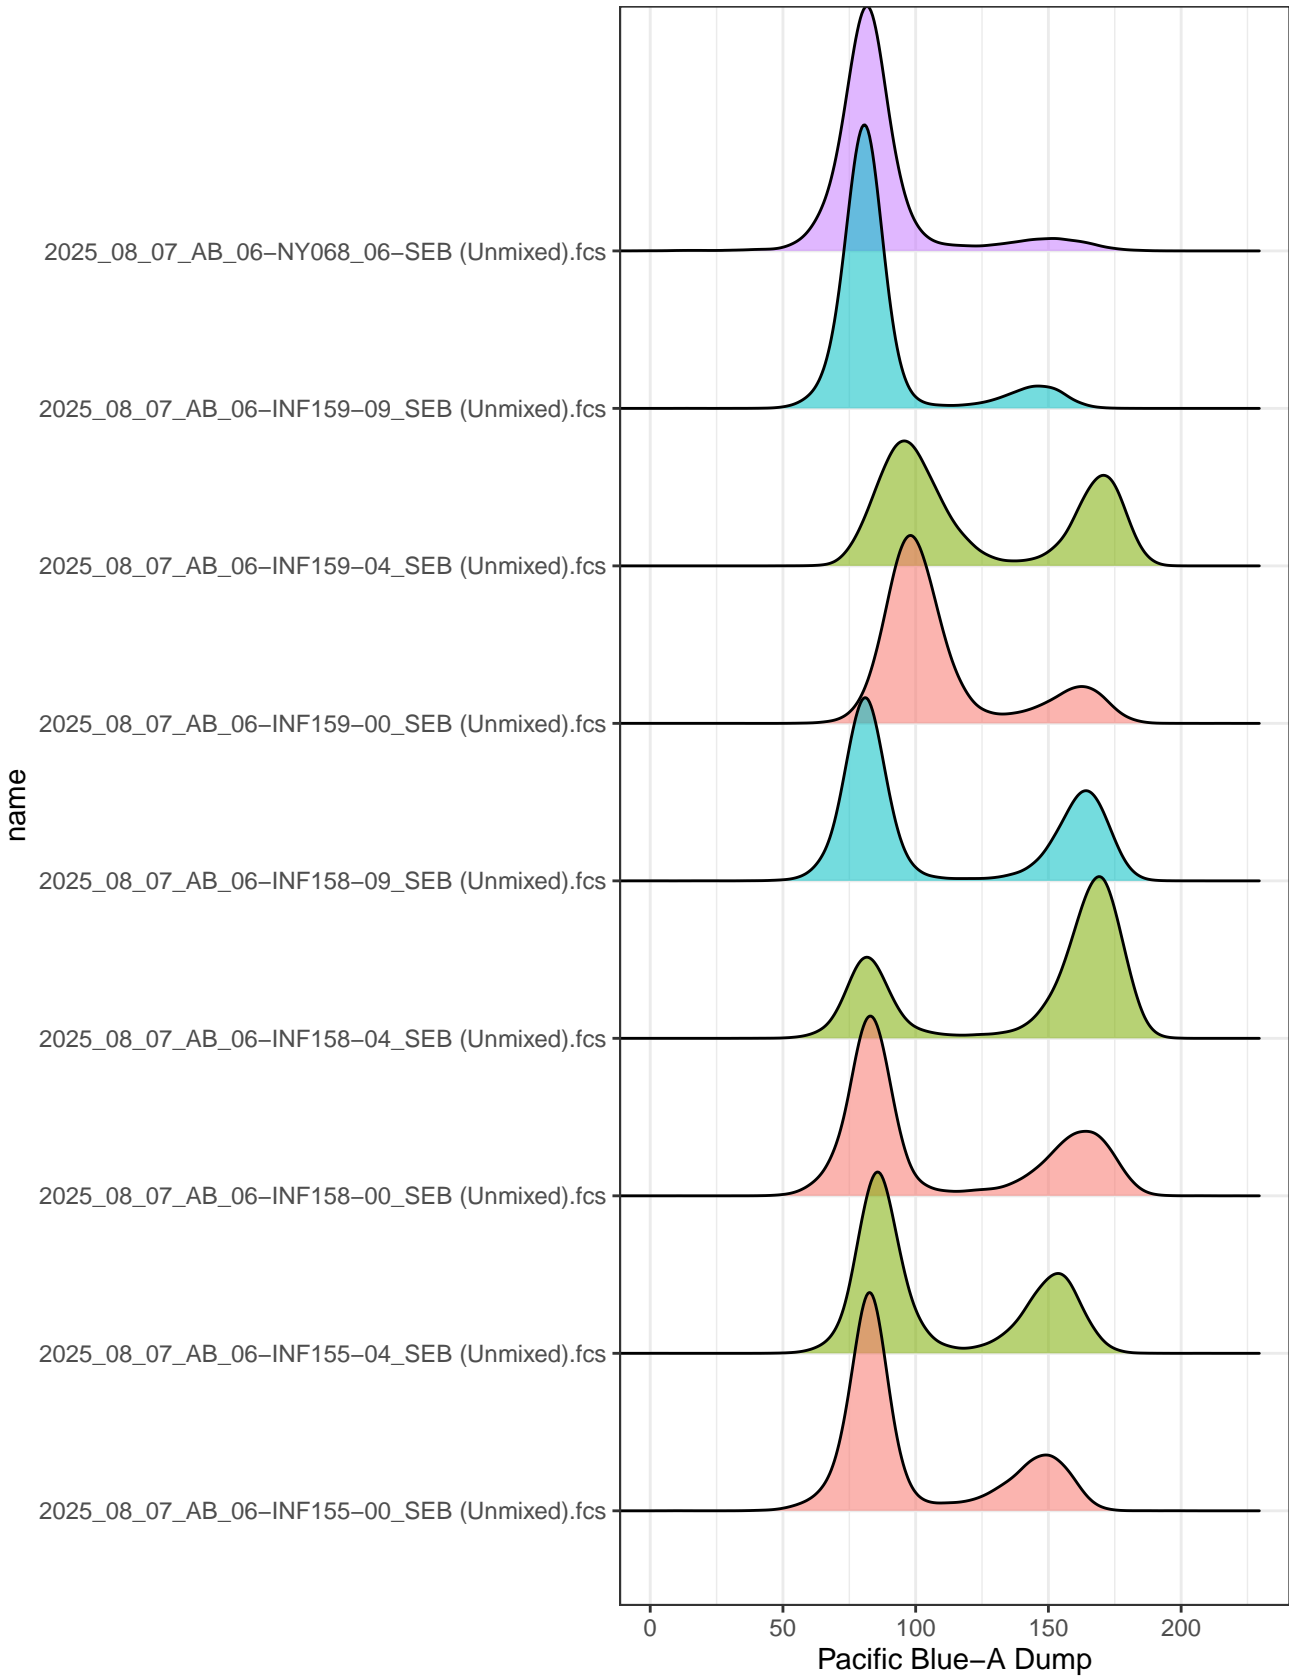 2025_08_07_AB_06−NY068_06−SEB (Unmixed).fcs
2025_08_07_AB_06−INF159−09_SEB (Unmixed).fcs
2025_08_07_AB_06−INF159−04_SEB (Unmixed).fcs
2025_08_07_AB_06−INF159−00_SEB (Unmixed).fcs
2025_08_07_AB_06−INF158−09_SEB (Unmixed).fcs
2025_08_07_AB_06−INF158−04_SEB (Unmixed).fcs
2025_08_07_AB_06−INF158−00_SEB (Unmixed).fcs
2025_08_07_AB_06−INF155−04_SEB (Unmixed).fcs
2025_08_07_AB_06−INF155−00_SEB (Unmixed).fcs
name
0 50 100 150 200
Pacific Blue−A Dump